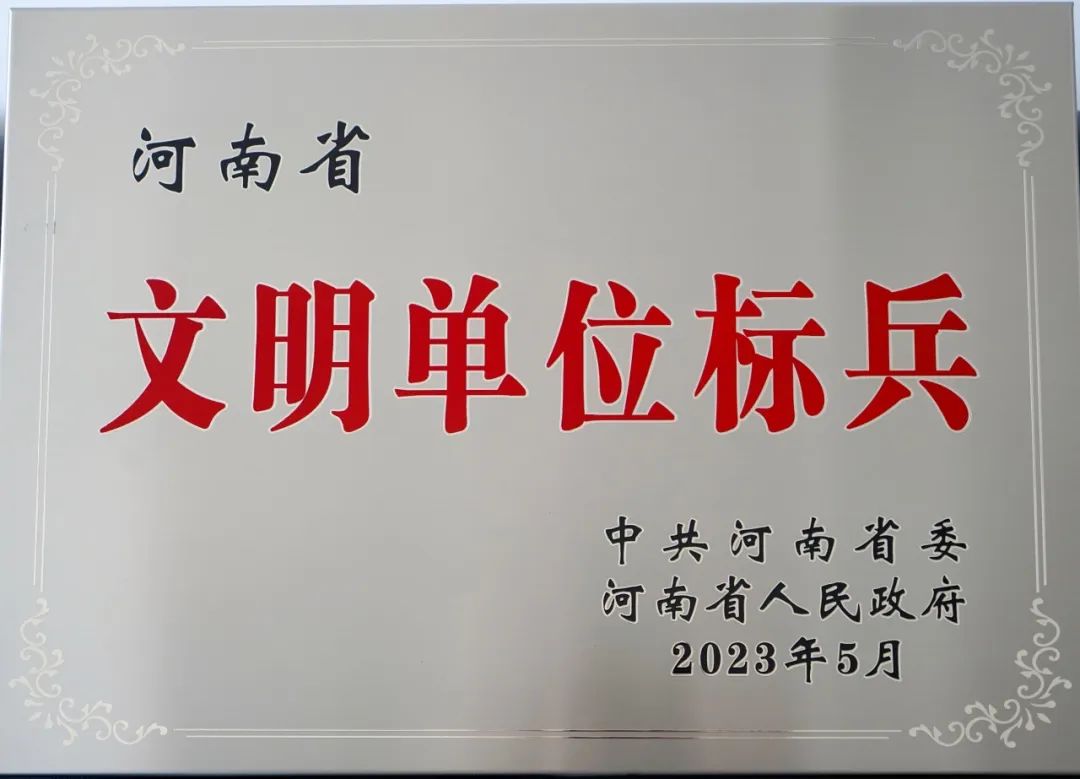 河南省
文明单位标兵
中共河南省委
河南省人民政府
2023年5月